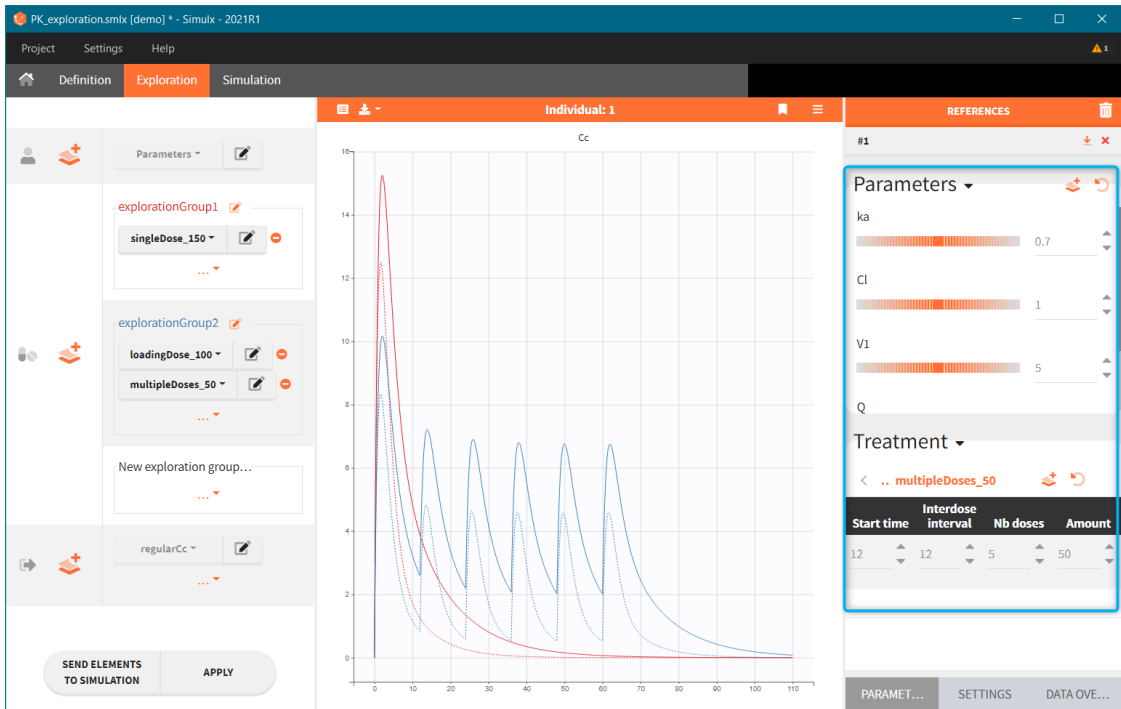 PK_exploration.smlx [demo] * - Simulx - 2021R1
Project Settings Help
1
Definition Exploration Simulation
Parameters
explorationGroup1
singleDose_150
...
explorationGroup2
loadingDose_100
multipleDoses_50
...
New exploration group...
...
regularCc
...
SEND ELEMENTS
TO SIMULATION
APPLY
Individual: 1
Cc
16
14
12
10
8
6
4
2
0
0 10 20 30 40 50 60 70 80 90 100 110
REFERENCES
#1
Parameters
ka
0.7
Cl
1
V1
5
Q
Treatment
< .. multipleDoses_50
Start time Interdose interval Nb doses Amount
12 12 5 50
PARAMET... SETTINGS DATA OVE...